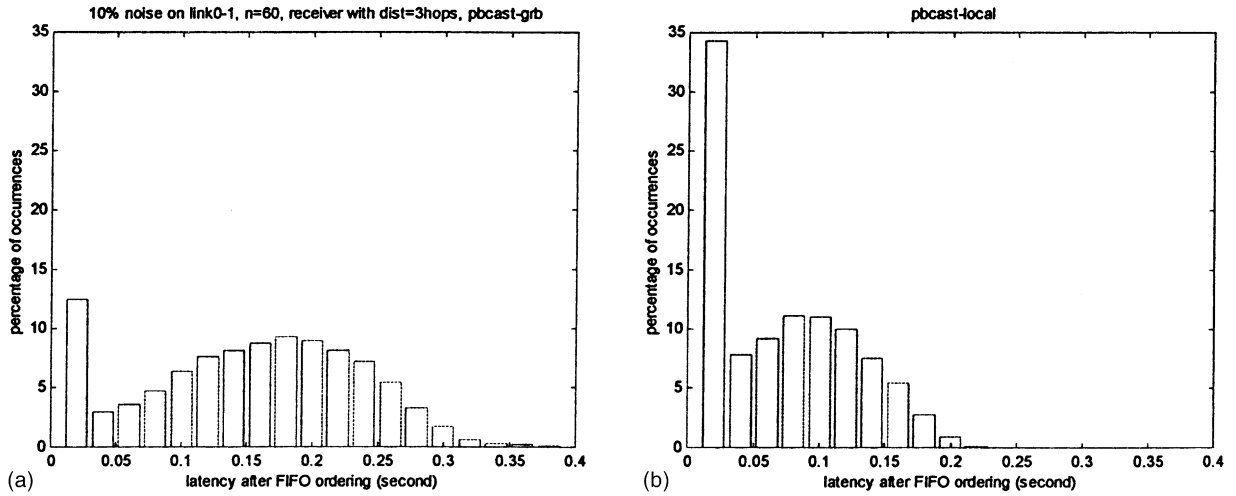 10% noise on link0-1, n=60, receiver with dist=3hops, pbcast-grb
35
30
25
20
15
10
5
0
percentage of occurrences
0 0.05 0.1 0.15 0.2 0.25 0.3 0.35 0.4
latency after FIFO ordering (second)
(a)
pbcast-local
35
30
25
20
15
10
5
0
percentage of occurrences
0 0.05 0.1 0.15 0.2 0.25 0.3 0.35 0.4
latency after FIFO ordering (second)
(b)